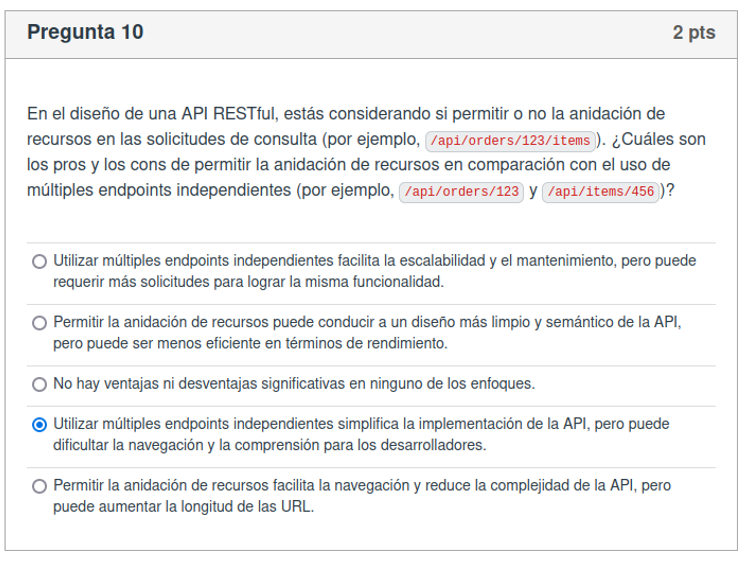 Pregunta 10
2 pts
En el diseño de una API RESTful, estás considerando si permitir o no la anidación de
recursos en las solicitudes de consulta (por ejemplo, /api/orders/123/items ). ¿Cuáles son
los pros y los cons de permitir la anidación de recursos en comparación con el uso de
múltiples endpoints independientes (por ejemplo, /api/orders/123 y /api/items/456 )?
Utilizar múltiples endpoints independientes facilita la escalabilidad y el mantenimiento, pero puede
requerir más solicitudes para lograr la misma funcionalidad.
Permitir la anidación de recursos puede conducir a un diseño más limpio y semántico de la API,
pero puede ser menos eficiente en términos de rendimiento.
No hay ventajas ni desventajas significativas en ninguno de los enfoques.
Utilizar múltiples endpoints independientes simplifica la implementación de la API, pero puede
dificultar la navegación y la comprensión para los desarrolladores.
Permitir la anidación de recursos facilita la navegación y reduce la complejidad de la API, pero
puede aumentar la longitud de las URL.